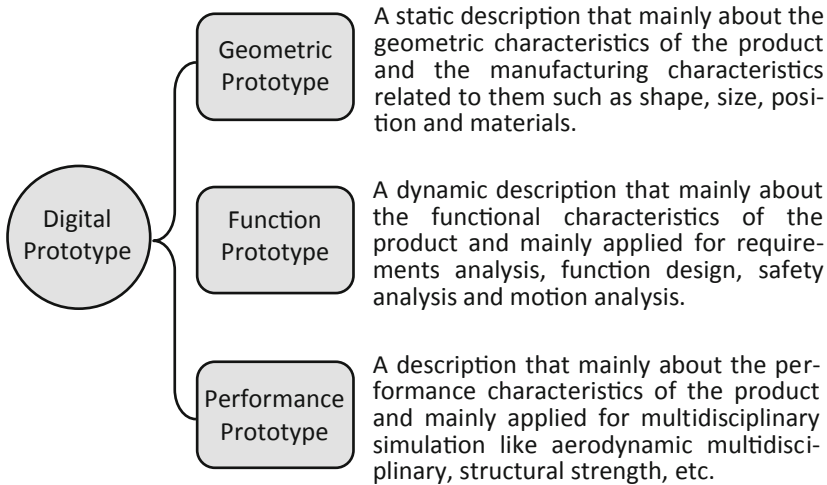 Geometric
Prototype
A static description that mainly about the
geometric characteristics of the product
and the manufacturing characteristics
related to them such as shape, size, posi-
tion and materials.
Digital
Prototype
Function
Prototype
A dynamic description that mainly about
the functional characteristics of the
product and mainly applied for require-
ments analysis, function design, safety
analysis and motion analysis.
Performance
Prototype
A description that mainly about the per-
formance characteristics of the product
and mainly applied for multidisciplinary
simulation like aerodynamic multidisci-
plinary, structural strength, etc.